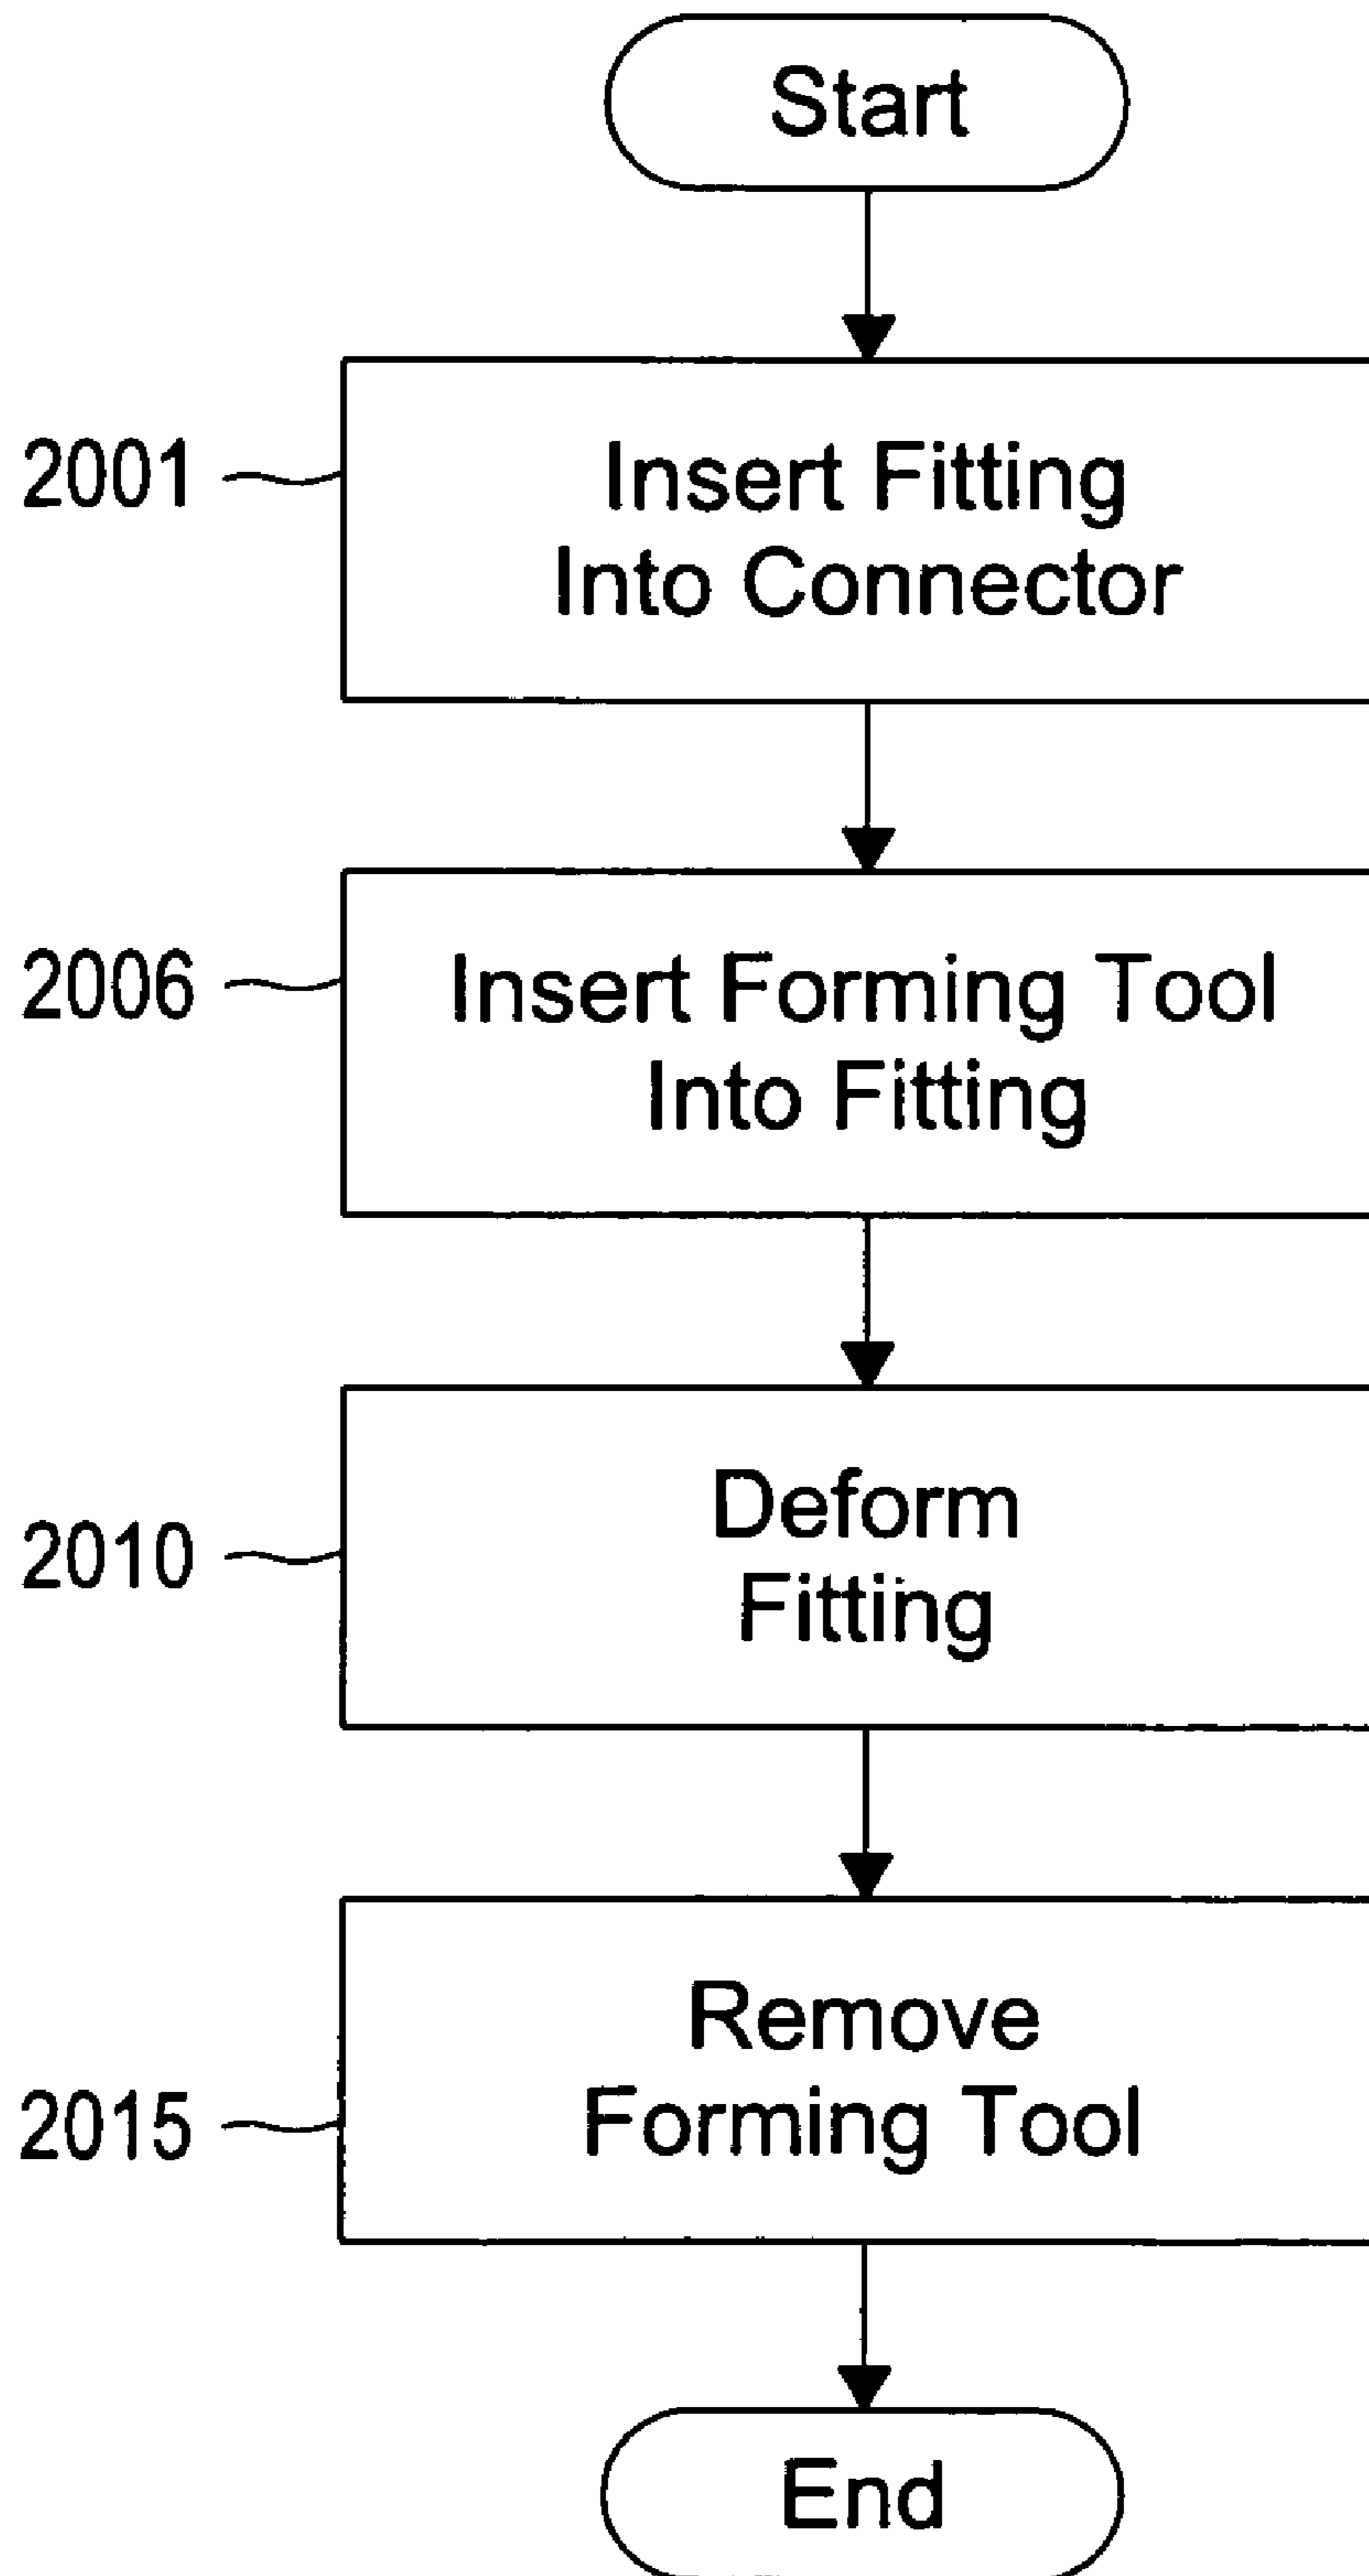 Start
2001
Insert Fitting
Into Connector
2006
Insert Forming Tool
Into Fitting
2010
Deform
Fitting
2015
Remove
Forming Tool
End